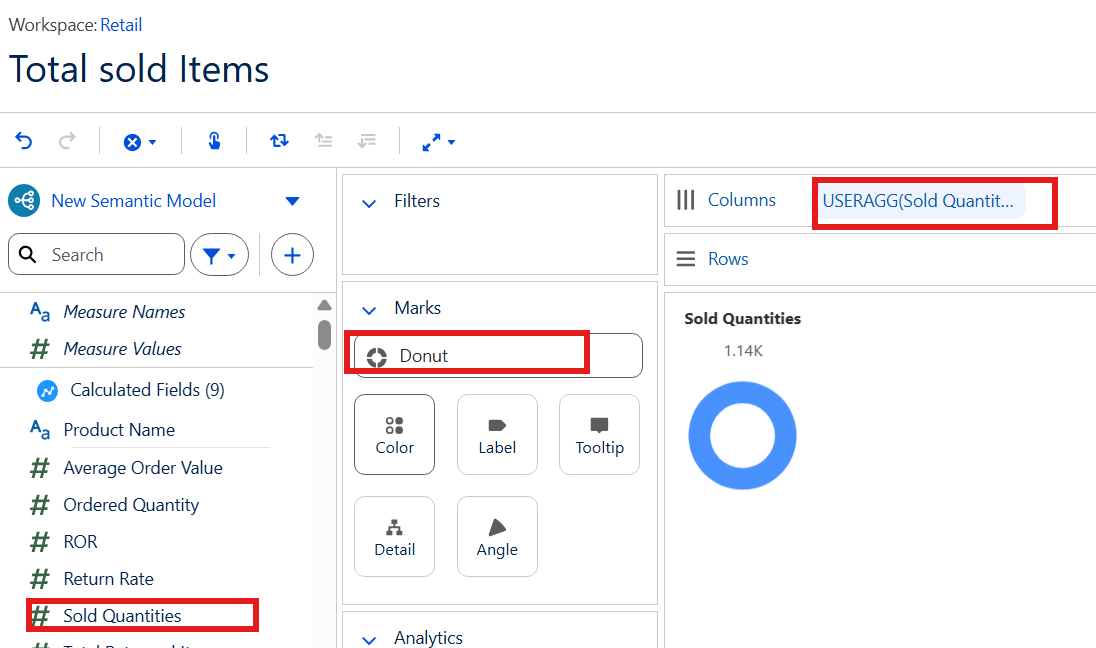 Workspace: Retail
Total sold Items
New Semantic Model
Search
Measure Names
Measure Values
Calculated Fields (9)
Product Name
Average Order Value
Ordered Quantity
ROR
Return Rate
Sold Quantities
Filters
Marks
Donut
Color
Label
Tooltip
Detail
Angle
Analytics
Columns
USERAGG(Sold Quantit...
Rows
Sold Quantities
1.14K